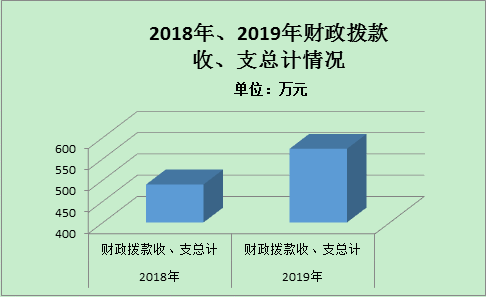 2018年、2019年财政拨款
收、支总计情况
单位：万元
600
550
500
450
400
财政拨款收、支总计 财政拨款收、支总计
2018年 2019年